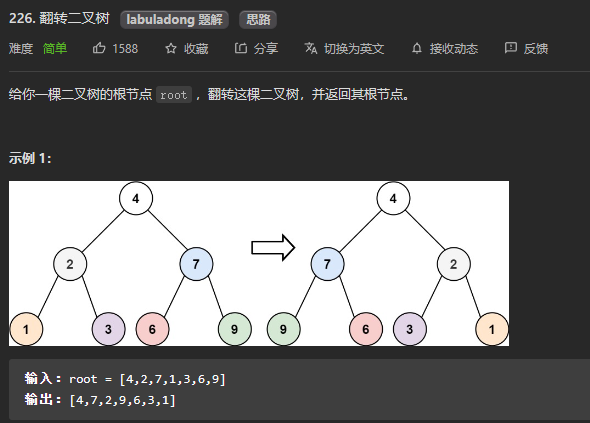 226. 翻转二叉树 labuladong 题解 思路
难度 简单 1588 收藏 分享 切换为英文 接收动态 反馈
给你一棵二叉树的根节点 root ，翻转这棵二叉树，并返回其根节点。
示例 1：
4 4
2 7 7 2
1 3 6 9 9 6 3 1
输入：root = [4,2,7,1,3,6,9]
输出：[4,7,2,9,6,3,1]